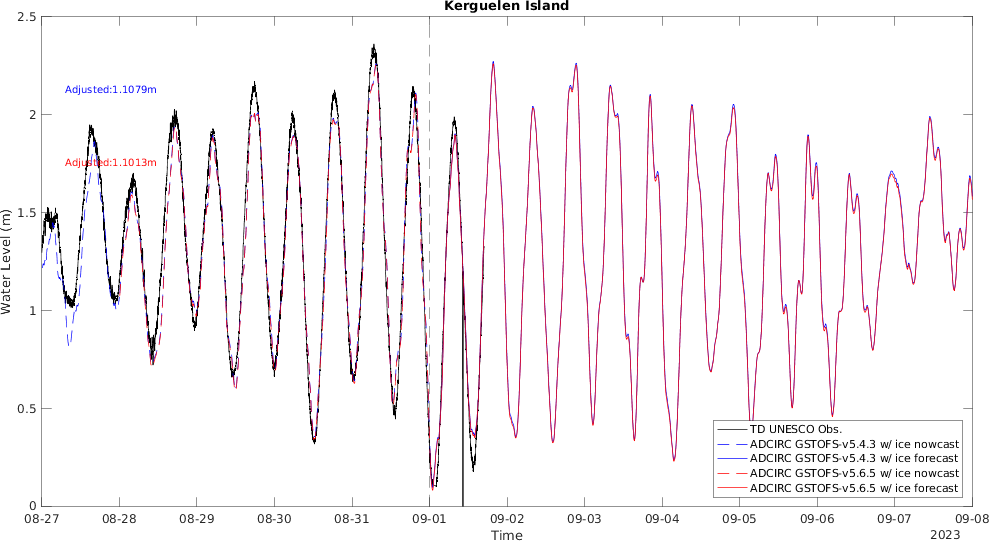 Kerguelen Island
2.5
2
1.5
1
0.5
0
Water Level (m)
Adjusted:1.1079m
Adjusted:1.1013m
TD UNESCO Obs.
ADCIRC GSTOFS-v5.4.3 w/ ice nowcast
ADCIRC GSTOFS-v5.4.3 w/ ice forecast
ADCIRC GSTOFS-v5.6.5 w/ ice nowcast
ADCIRC GSTOFS-v5.6.5 w/ ice forecast
08-27 08-28 08-29 08-30 08-31 09-01 09-02 09-03 09-04 09-05 09-06 09-07 09-08
Time
2023